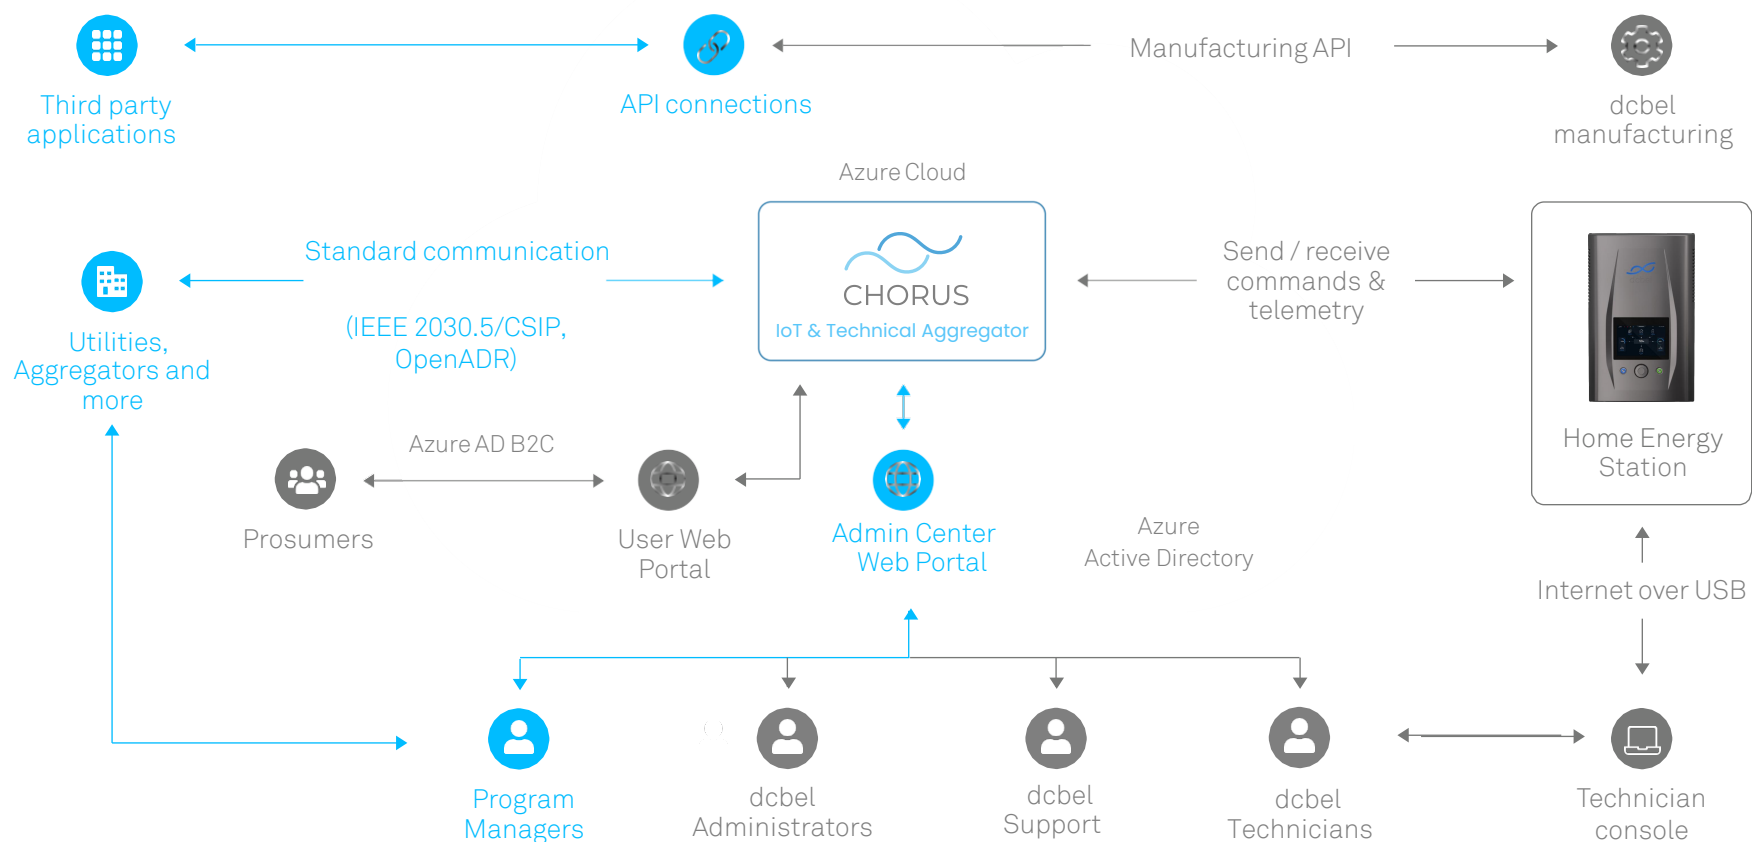 Third party
applications
API connections
Manufacturing API
dcbel
manufacturing
Azure Cloud
Standard communication
(IEEE 2030.5/CSIP,
OpenADR)
CHORUS
IoT & Technical Aggregator
Send / receive
commands &
telemetry
Utilities,
Aggregators and
more
Home Energy
Station
Azure AD B2C
Prosumers
User Web
Portal
Admin Center
Web Portal
Azure
Active Directory
Internet over USB
Program
Managers
dcbel
Administrators
dcbel
Support
dcbel
Technicians
Technician
console